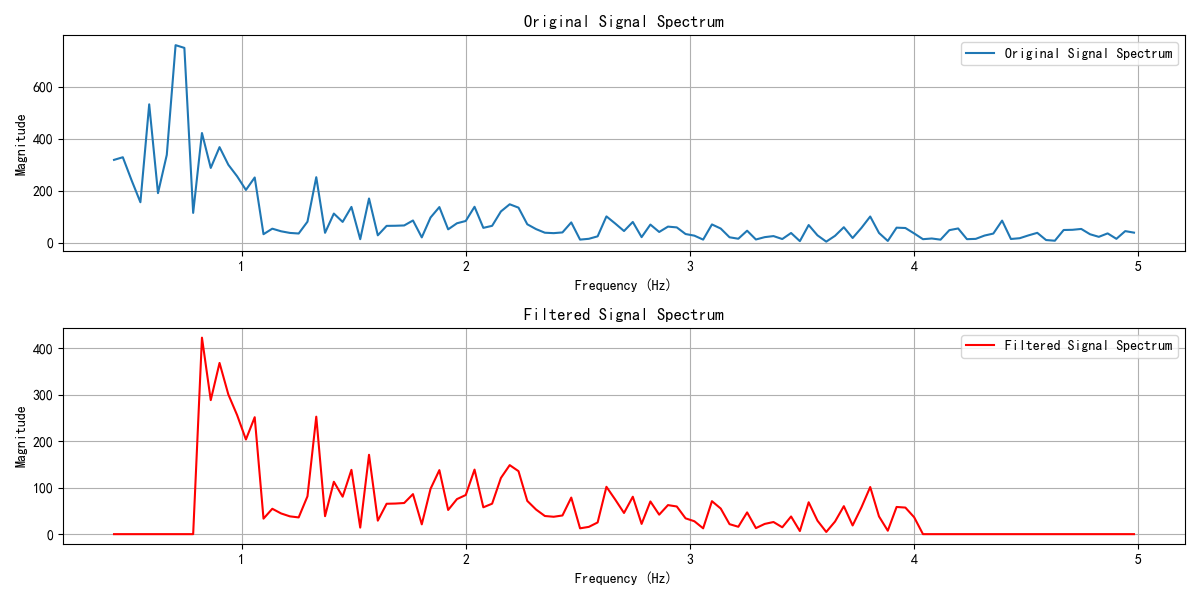 Original Signal Spectrum
Original Signal Spectrum
Magnitude
600
400
200
0
1 2 3 4 5
Frequency (Hz)
Filtered Signal Spectrum
Filtered Signal Spectrum
Magnitude
400
300
200
100
0
1 2 3 4 5
Frequency (Hz)